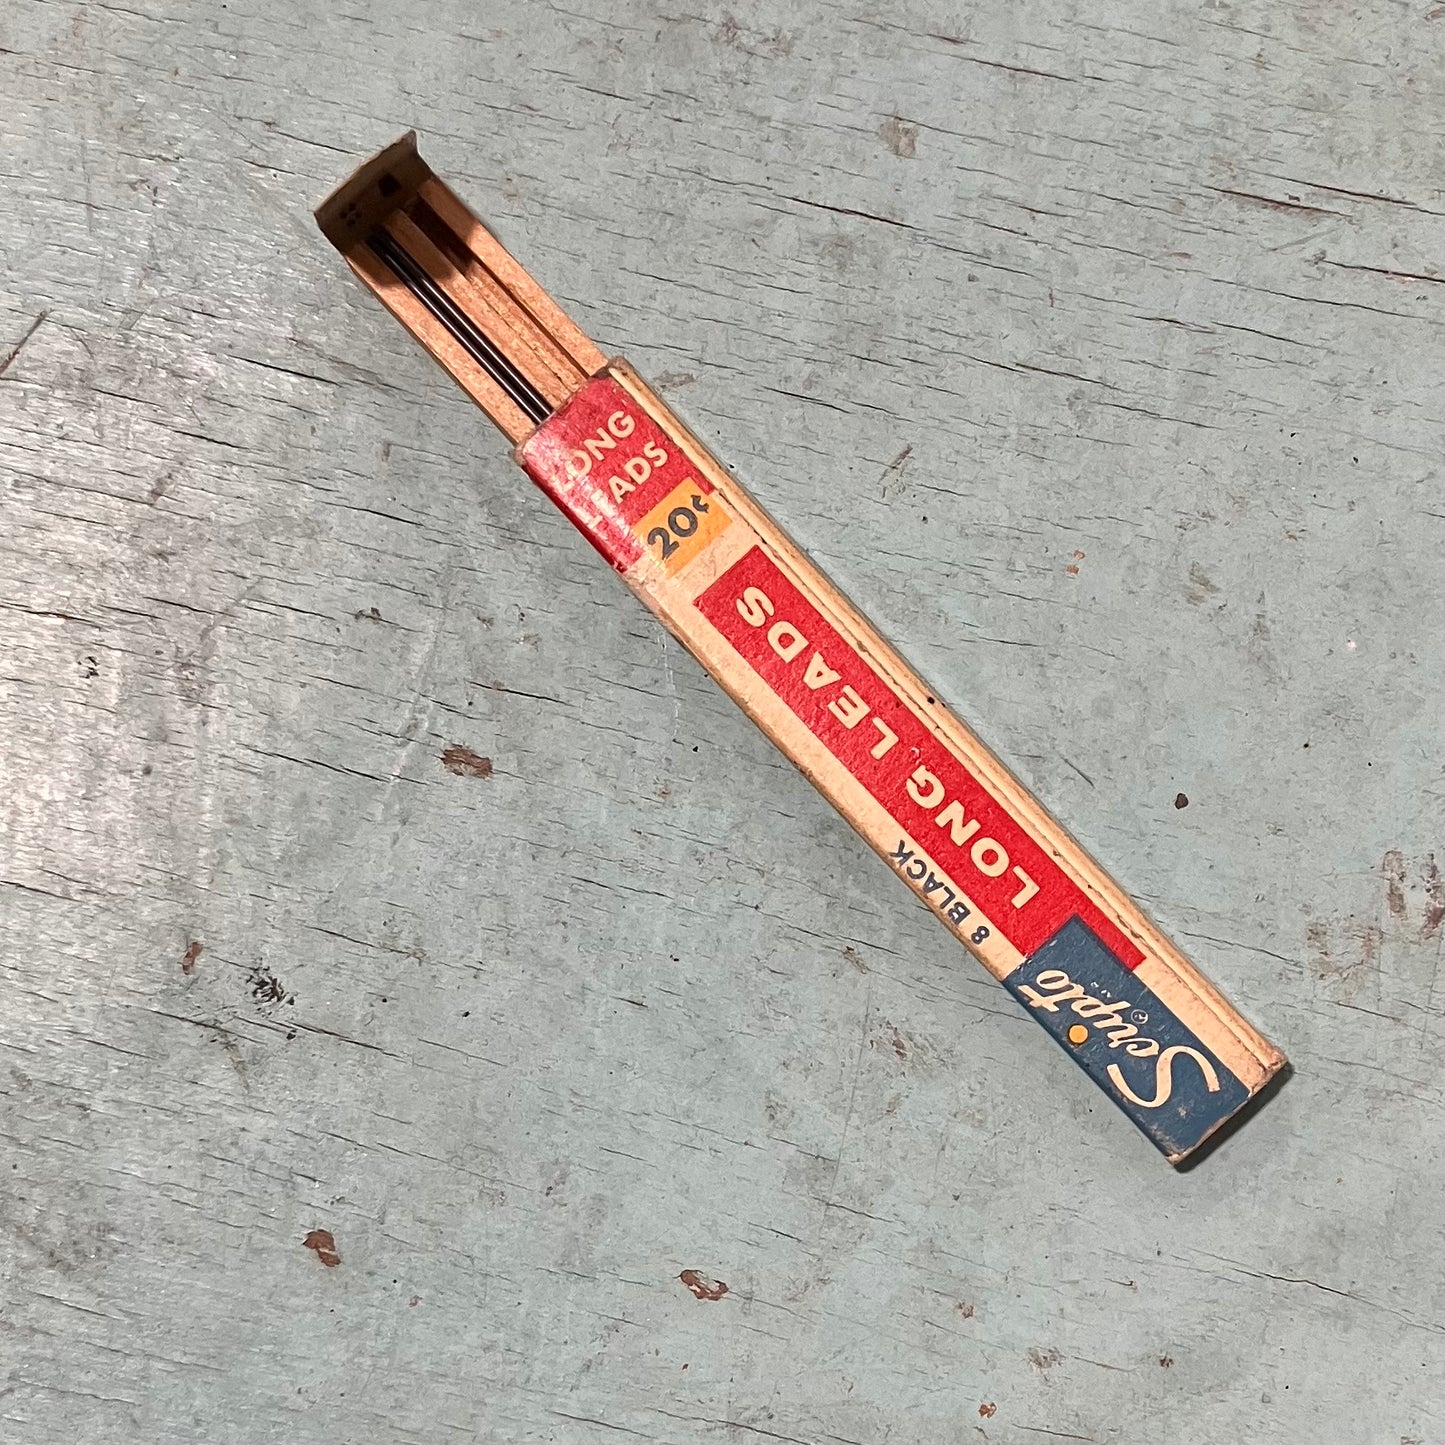 LONG
LEADS
20¢
LONG LEADS
8 BLACK
Scripto